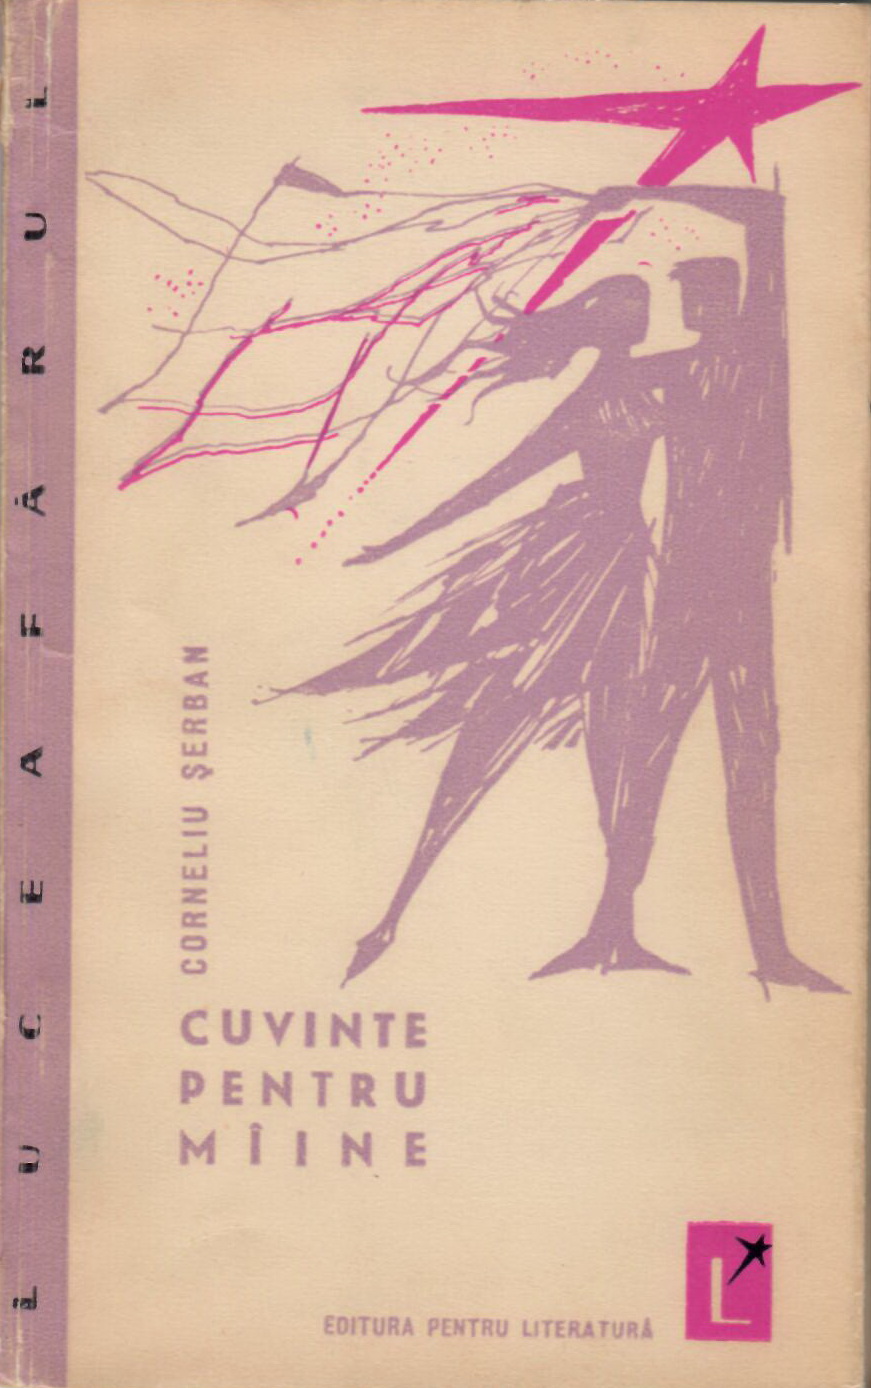 LUCEAFĂRUL
CORNELIU ŞERBAN
CUVINTE
PENTRU
MÎINE
L
EDITURA PENTRU LITERATURĂ